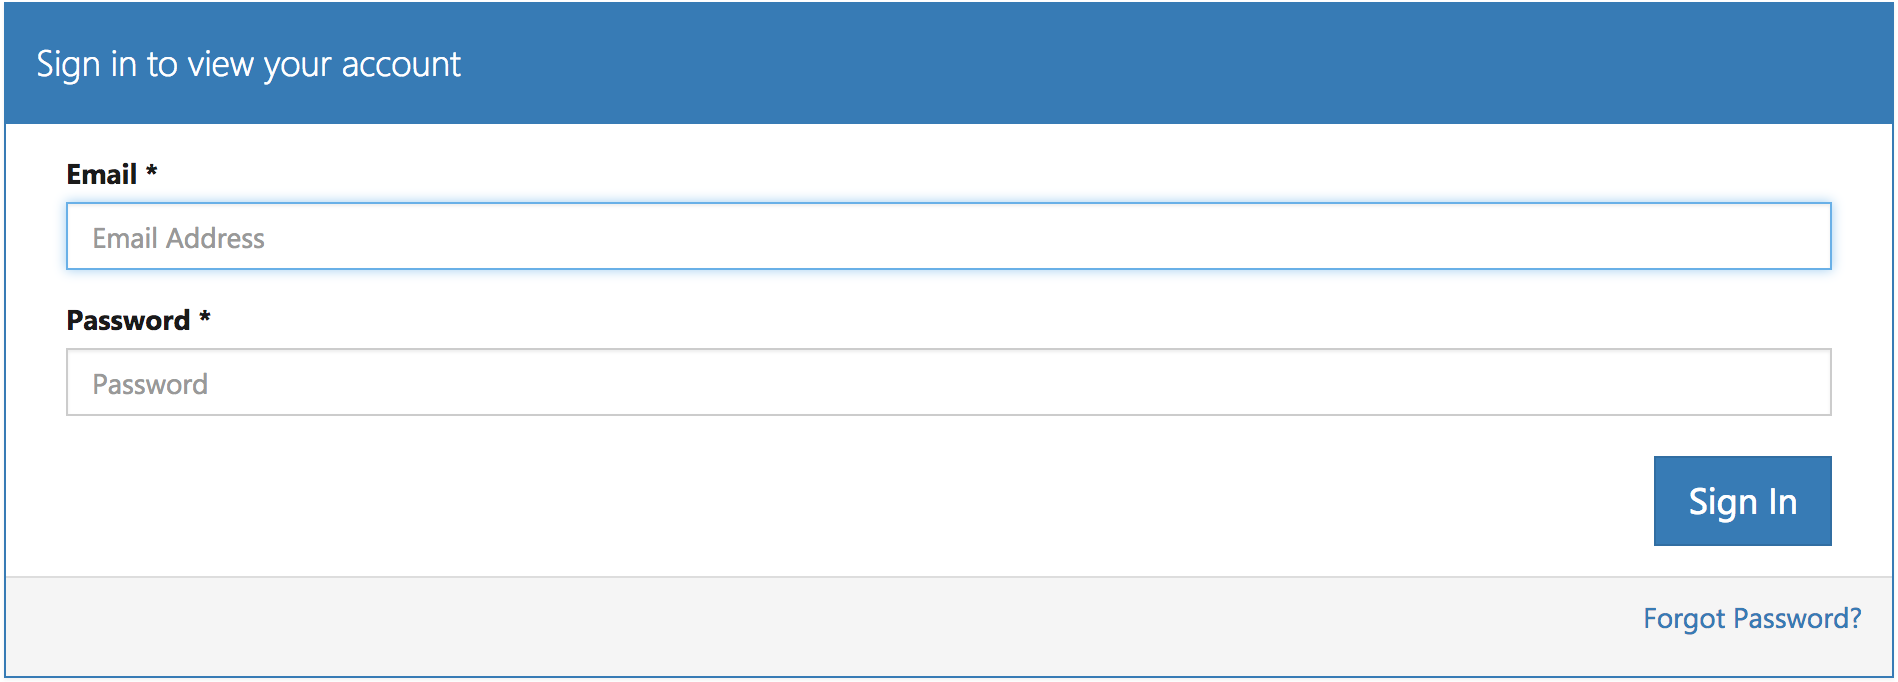 Sign in to view your account
Email *
Email Address
Password *
Password
Sign In
Forgot Password?